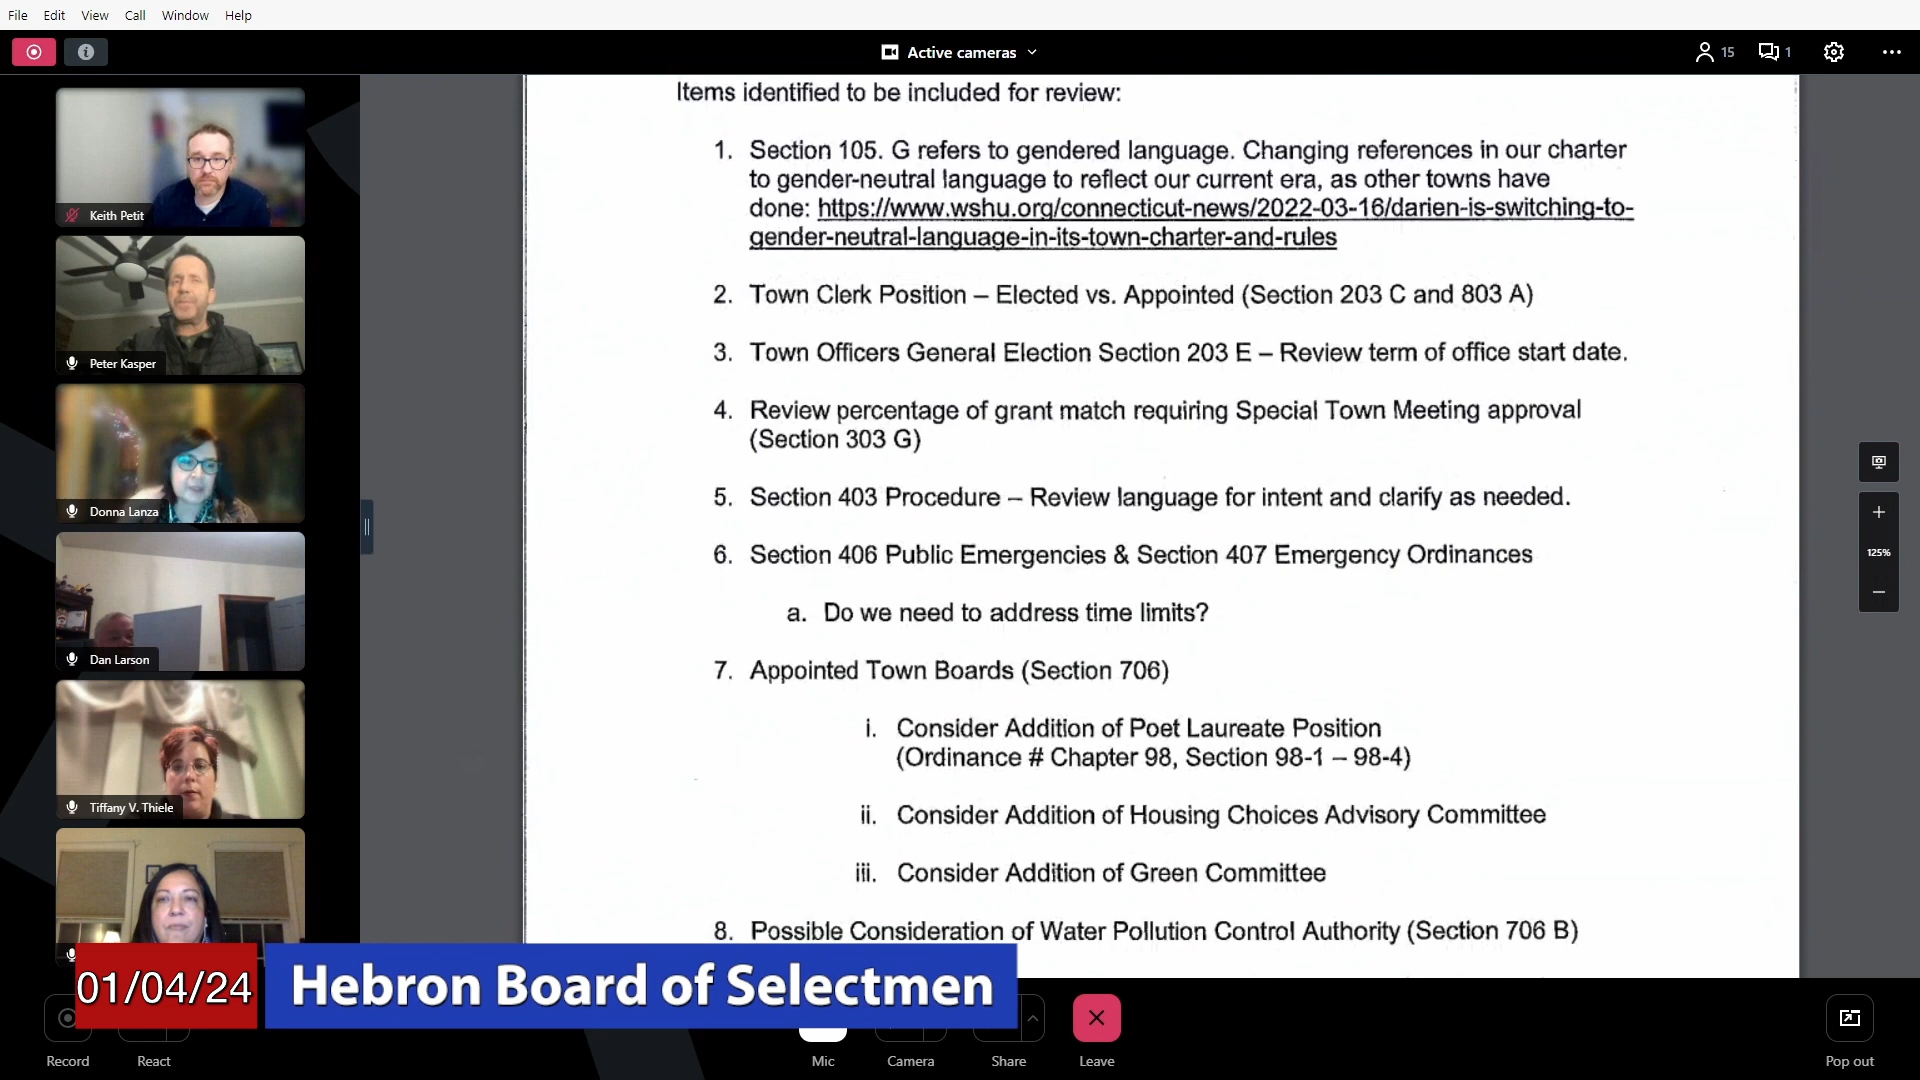 File Edit View Call Window Help
Active cameras
15
1
Keith Petit
Peter Kasper
Donna Lanza
Dan Larson
Tiffany V. Thiele
Items identified to be included for review:
1. Section 105. G refers to gendered language. Changing references in our charter
to gender-neutral language to reflect our current era, as other towns have
done: https://www.wshu.org/connecticut-news/2022-03-16/darien-is-switching-to-
gender-neutral-language-in-its-town-charter-and-rules
2. Town Clerk Position – Elected vs. Appointed (Section 203 C and 803 A)
3. Town Officers General Election Section 203 E – Review term of office start date.
4. Review percentage of grant match requiring Special Town Meeting approval
(Section 303 G)
5. Section 403 Procedure – Review language for intent and clarify as needed.
6. Section 406 Public Emergencies & Section 407 Emergency Ordinances
a. Do we need to address time limits?
7. Appointed Town Boards (Section 706)
i. Consider Addition of Poet Laureate Position
(Ordinance # Chapter 98, Section 98-1 – 98-4)
ii. Consider Addition of Housing Choices Advisory Committee
iii. Consider Addition of Green Committee
8. Possible Consideration of Water Pollution Control Authority (Section 706 B)
125%
01/04/24
Hebron Board of Selectmen
Record React Mic Camera Share Leave Pop out